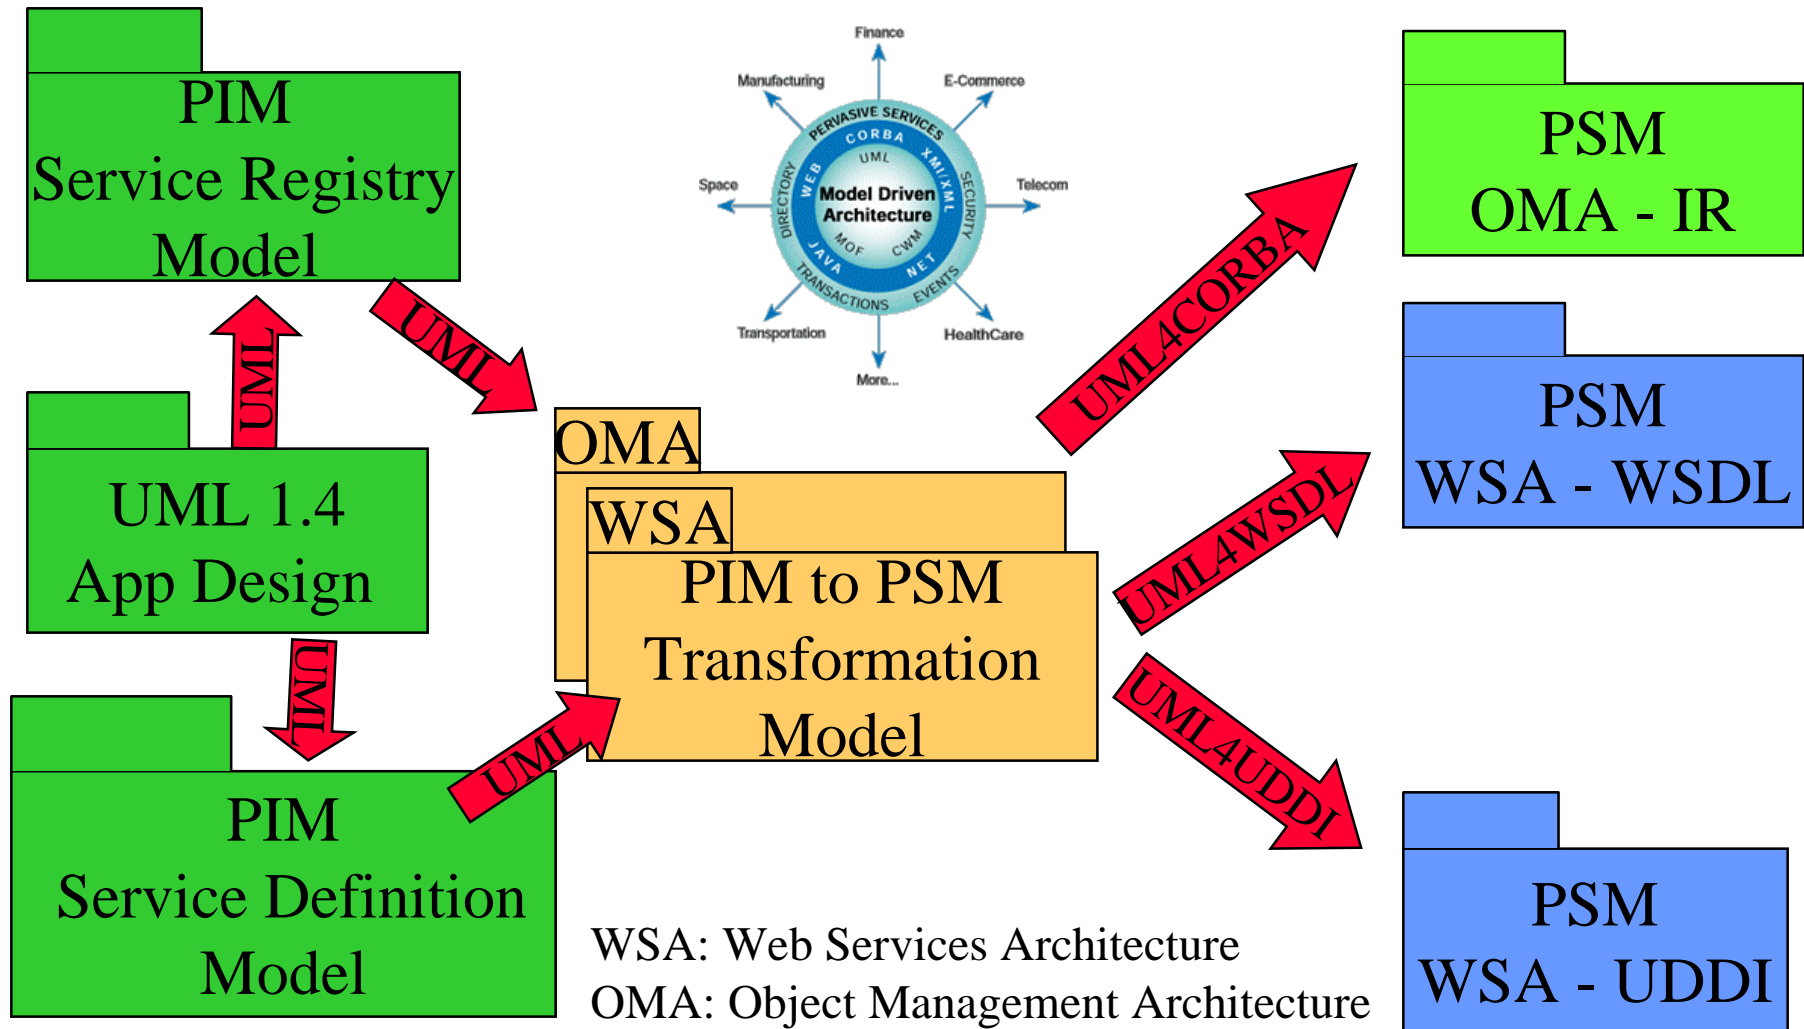 PIM
Service Registry
Model
UML
UML
UML 1.4
App Design
UML
PIM
Service Definition
Model
UML
Finance
Manufacturing
E-Commerce
Space
Telecom
Transportation
HealthCare
More...
PERVASIVE SERVICES
DIRECTORY
SECURITY
TRANSACTIONS
EVENTS
CORBA
WEB
XMI/XML
JAVA
NET
UML
Model Driven
Architecture
MOF
CWM
OMA
WSA
PIM to PSM
Transformation
Model
UML4CORBA
UML4WSDL
UML4UDDI
PSM
OMA - IR
PSM
WSA - WSDL
PSM
WSA - UDDI
WSA: Web Services Architecture
OMA: Object Management Architecture